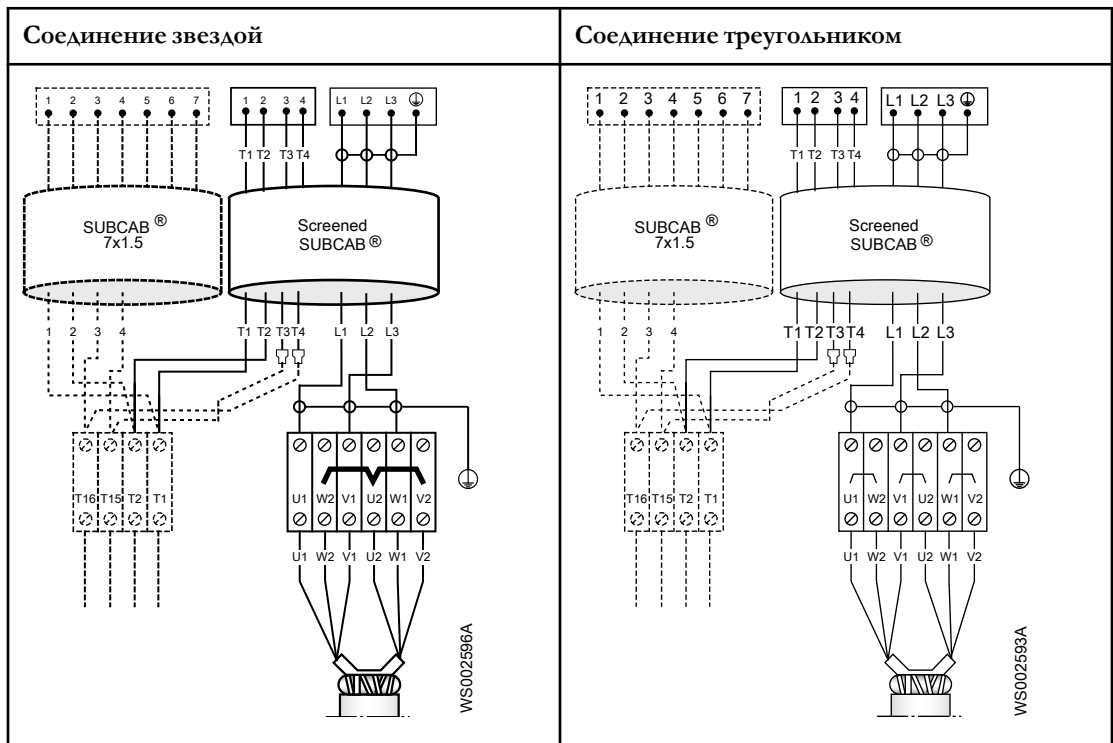 Соединение звездой
Соединение треугольником
1 2 3 4 5 6 7
1 2 3 4
L1 L2 L3
T1 T2 T3 T4
SUBCAB ®
7x1.5
Screened
SUBCAB ®
1 2 3 4
T1 T2 T3 T4 L1 L2 L3
T16 T15 T2 T1
U1 W2 V1 U2 W1 V2
U1 W2 V1 U2 W1 V2
WS002596A
1 2 3 4 5 6 7
1 2 3 4
L1 L2 L3
T1 T2 T3 T4
SUBCAB ®
7x1.5
Screened
SUBCAB ®
1 2 3 4
T1 T2 T3 T4 L1 L2 L3
T16 T15 T2 T1
U1 W2 V1 U2 W1 V2
U1 W2 V1 U2 W1 V2
WS002593A